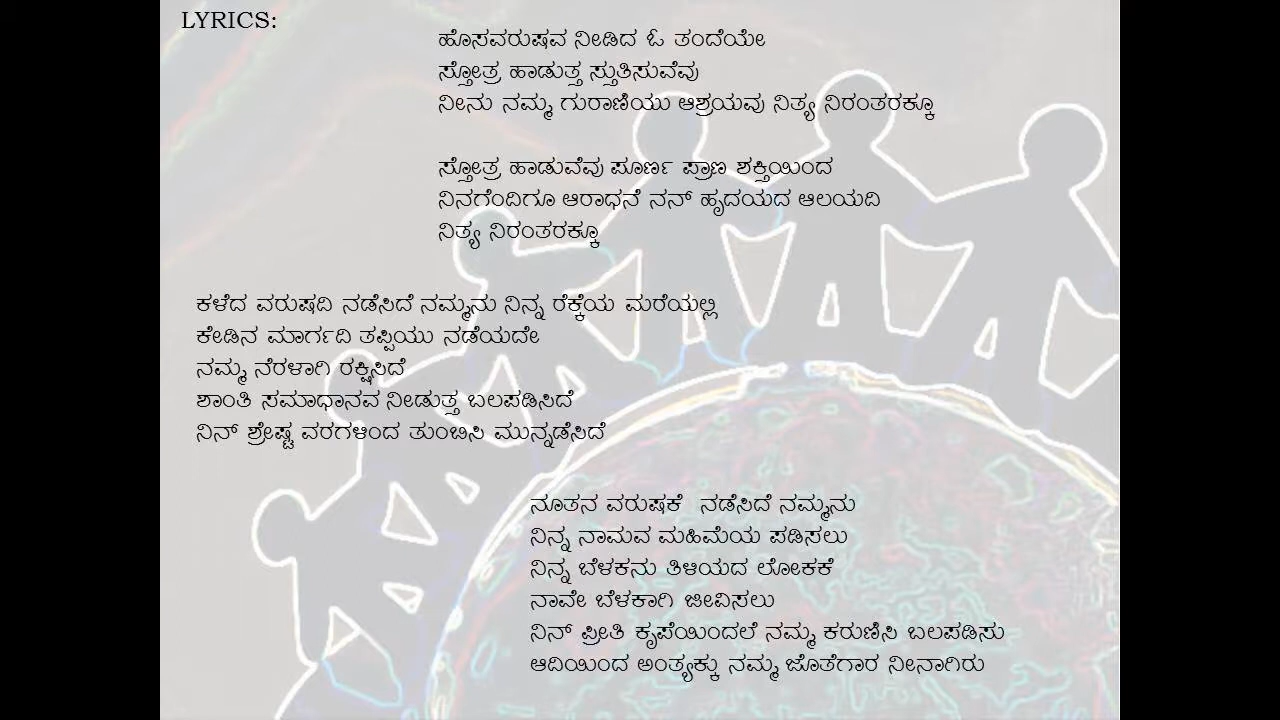 LYRICS:
ಹೊಸವರುಷವ ನೀಡಿದ ಓ ತಂದೆಯೇ
ಸ್ತೋತ್ರ ಹಾಡುತ್ತ ಸ್ತುತಿಸುವೆವು
ನೀನು ನಮ್ಮ ಗುರಾಣಿಯು ಆಶ್ರಯವು ನಿತ್ಯ ನಿರಂತರಕ್ಕೂ
ಸ್ತೋತ್ರ ಹಾಡುವೆವು ಪೂರ್ಣ ಪ್ರಾಣ ಶಕ್ತಿಯಿಂದ
ನಿನಗೆಂದಿಗೂ ಆರಾಧನೆ ನನ್ ಹೃದಯದ ಆಲಯದಿ
ನಿತ್ಯ ನಿರಂತರಕ್ಕೂ
ಕಳೆದ ವರುಷದಿ ನಡೆಸಿದೆ ನಮ್ಮನು ನಿನ್ನ ರೆಕ್ಕೆಯ ಮರೆಯಲ್ಲಿ
ಕೇಡಿನ ಮಾರ್ಗದಿ ತಪ್ಪಿಯು ನಡೆಯದೇ
ನಮ್ಮ ನೆರಳಾಗಿ ರಕ್ಷಿಸಿದೆ
ಶಾಂತಿ ಸಮಾಧಾನವ ನೀಡುತ್ತ ಬಲಪಡಿಸಿದೆ
ನಿನ್ ಶ್ರೇಷ್ಟ ವರಗಳಿಂದ ತುಂಬಿಸಿ ಮುನ್ನಡೆಸಿದೆ
ನೂತನ ವರುಷಕೆ ನಡೆಸಿದೆ ನಮ್ಮನು
ನಿನ್ನ ನಾಮವ ಮಹಿಮೆಯ ಪಡಿಸಲು
ನಿನ್ನ ಬೆಳಕನು ತಿಳಿಯದ ಲೋಕಕೆ
ನಾವೇ ಬೆಳಕಾಗಿ ಜೀವಿಸಲು
ನಿನ್ ಪ್ರೀತಿ ಕೃಪೆಯಿಂದಲೆ ನಮ್ಮ ಕರುಣಿಸಿ ಬಲಪಡಿಸು
ಆದಿಯಿಂದ ಅಂತ್ಯಕ್ಕು ನಮ್ಮ ಜೊತೆಗಾರ ನೀನಾಗಿರು